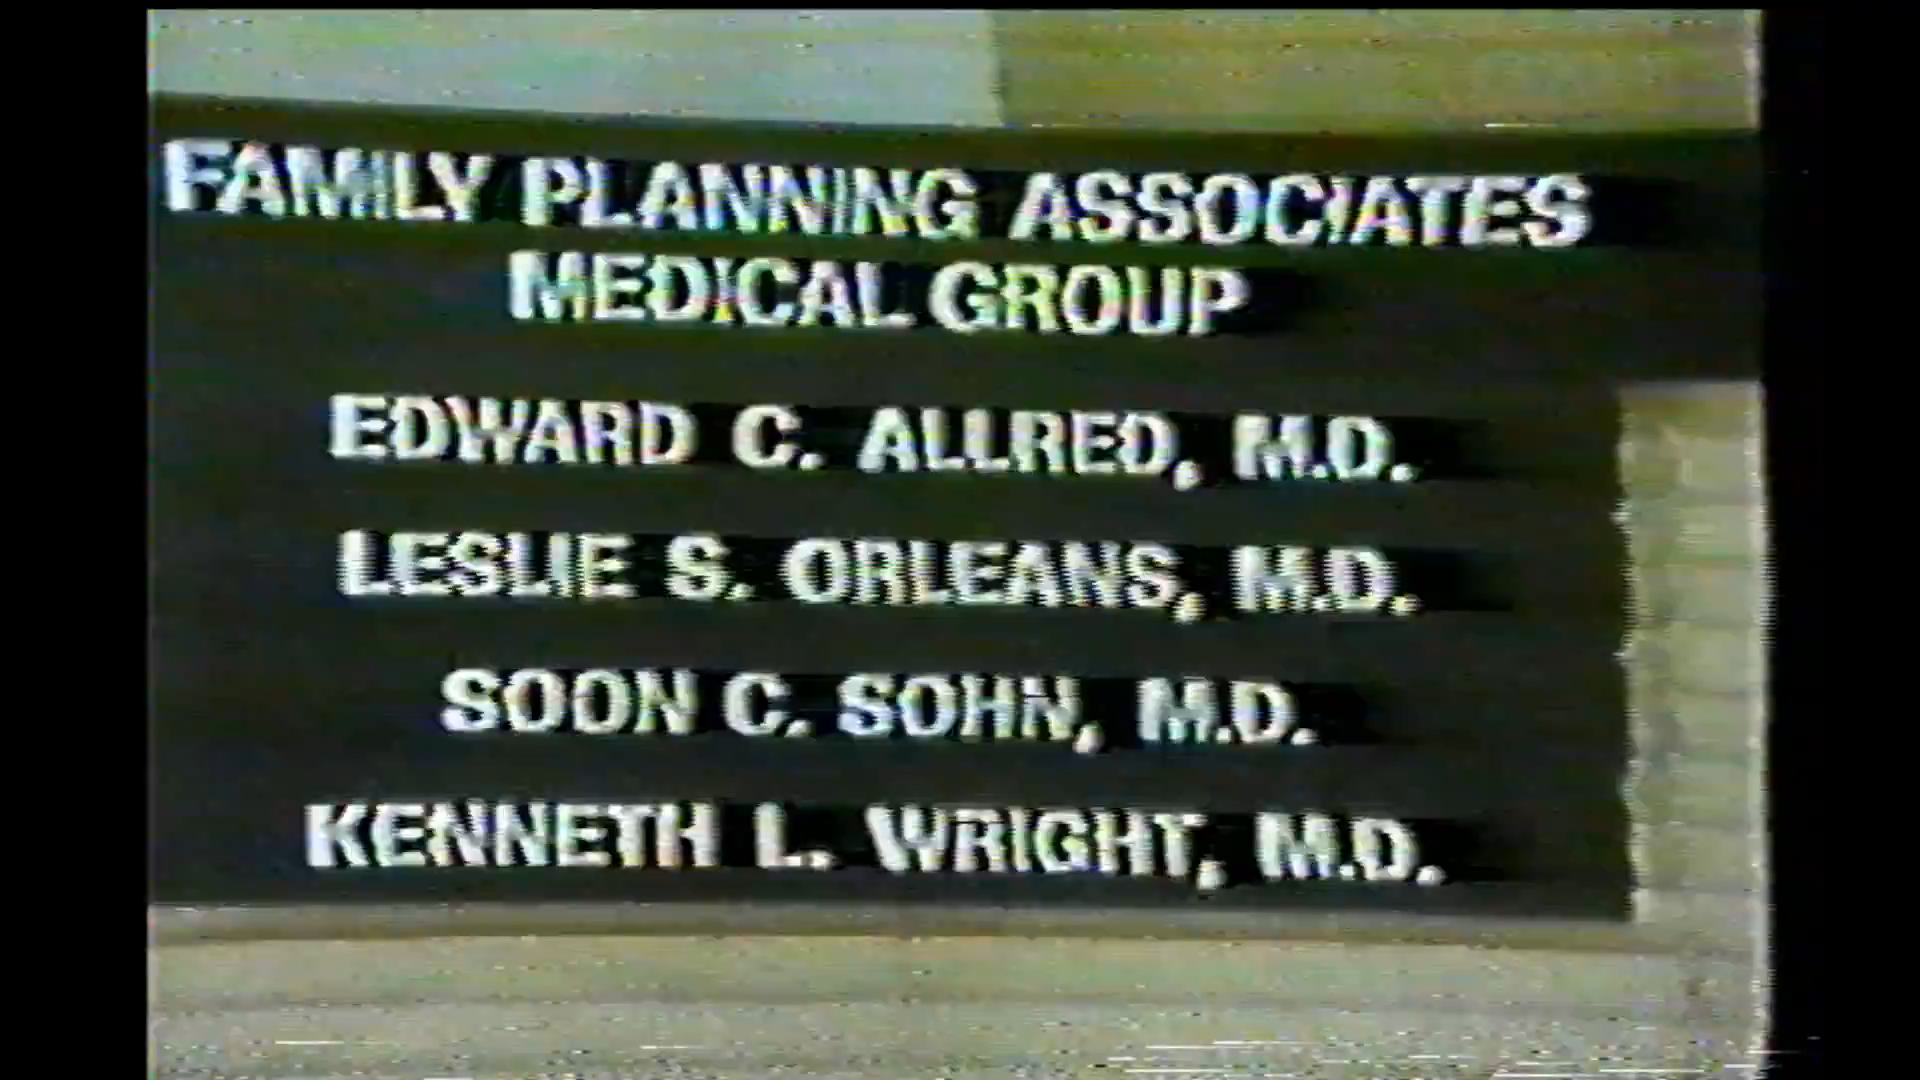 FAMILY PLANNING ASSOCIATES
MEDICAL GROUP
EDWARD C. ALLRED, M.D.
LESLIE S. ORLEANS, M.D.
SOON C. SOHN, M.D.
KENNETH L. WRIGHT, M.D.